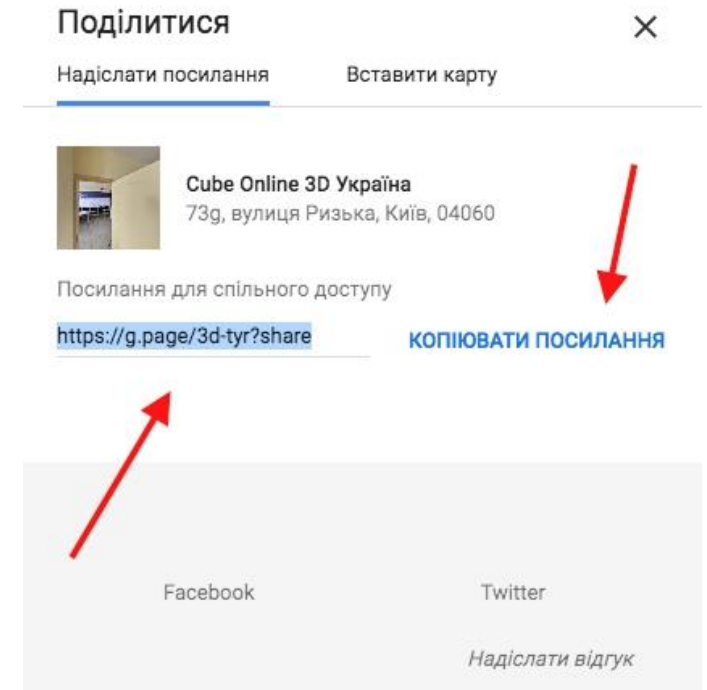 Поділитися
Надіслати посилання Вставити карту
Cube Online 3D Україна
73g, вулиця Ризька, Київ, 04060
Посилання для спільного доступу
https://g.page/3d-tyr?share КОПІЮВАТИ ПОСИЛАННЯ
Facebook Twitter
Надіслати відгук